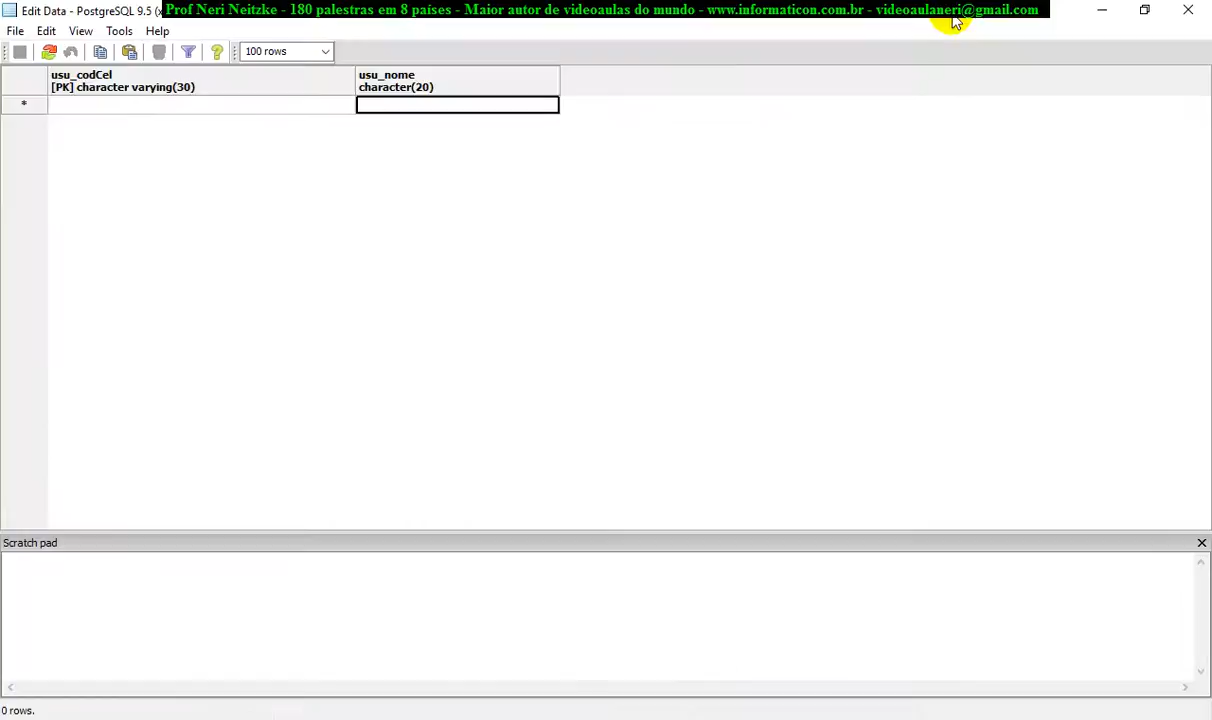 Edit Data - PostgreSQL 9.5 (x
Prof Neri Neitzke - 180 palestras em 8 países - Maior autor de videoaulas do mundo - www.informaticon.com.br - videoaulaneri@gmail.com
File Edit View Tools Help
100 rows
usu_codCel usu_nome
[PK] character varying(30) character(20)
*
Scratch pad
0 rows.